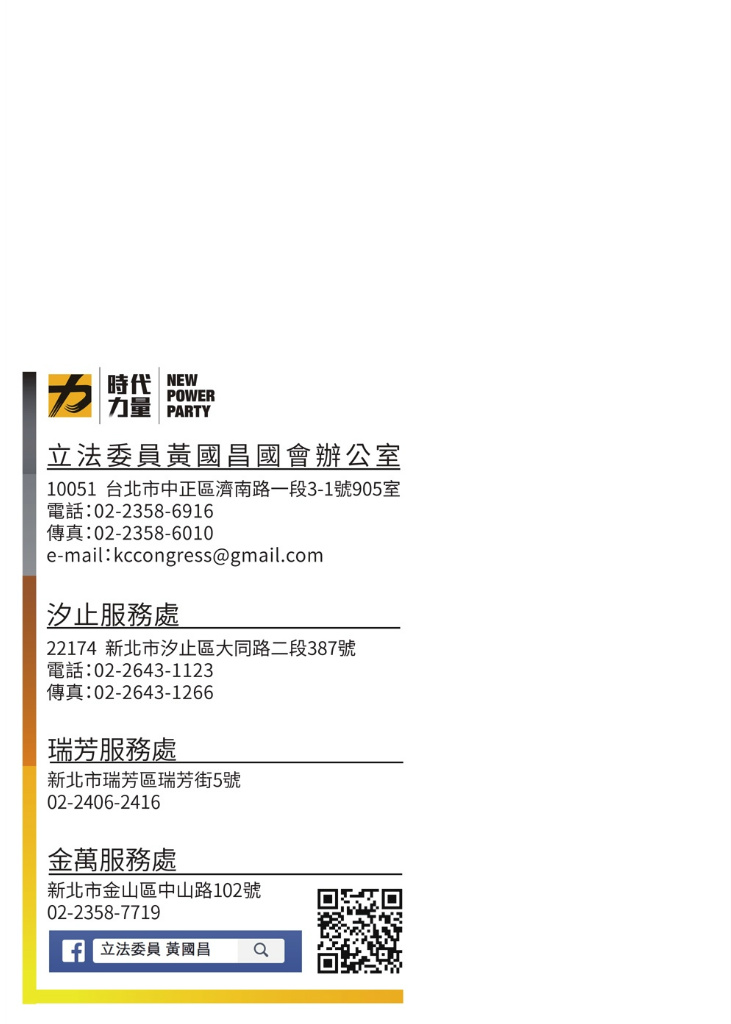 時代
力量
NEW
POWER
PARTY
立法委員黃國昌國會辦公室
10051 台北市中正區濟南路一段3-1號905室
電話：02-2358-6916
傳真：02-2358-6010
e-mail：kccongress@gmail.com
汐止服務處
22174 新北市汐止區大同路二段387號
電話：02-2643-1123
傳真：02-2643-1266
瑞芳服務處
新北市瑞芳區瑞芳街5號
02-2406-2416
金萬服務處
新北市金山區中山路102號
02-2358-7719
立法委員 黃國昌